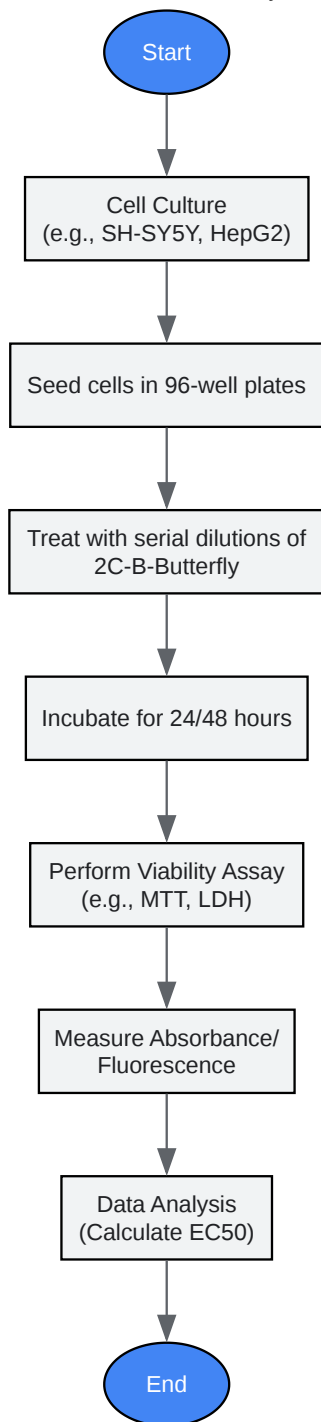 Start
Cell Culture
(e.g., SH-SY5Y, HepG2)
Seed cells in 96-well plates
Treat with serial dilutions of
2C-B-Butterfly
Incubate for 24/48 hours
Perform Viability Assay
(e.g., MTT, LDH)
Measure Absorbance/
Fluorescence
Data Analysis
(Calculate EC50)
End